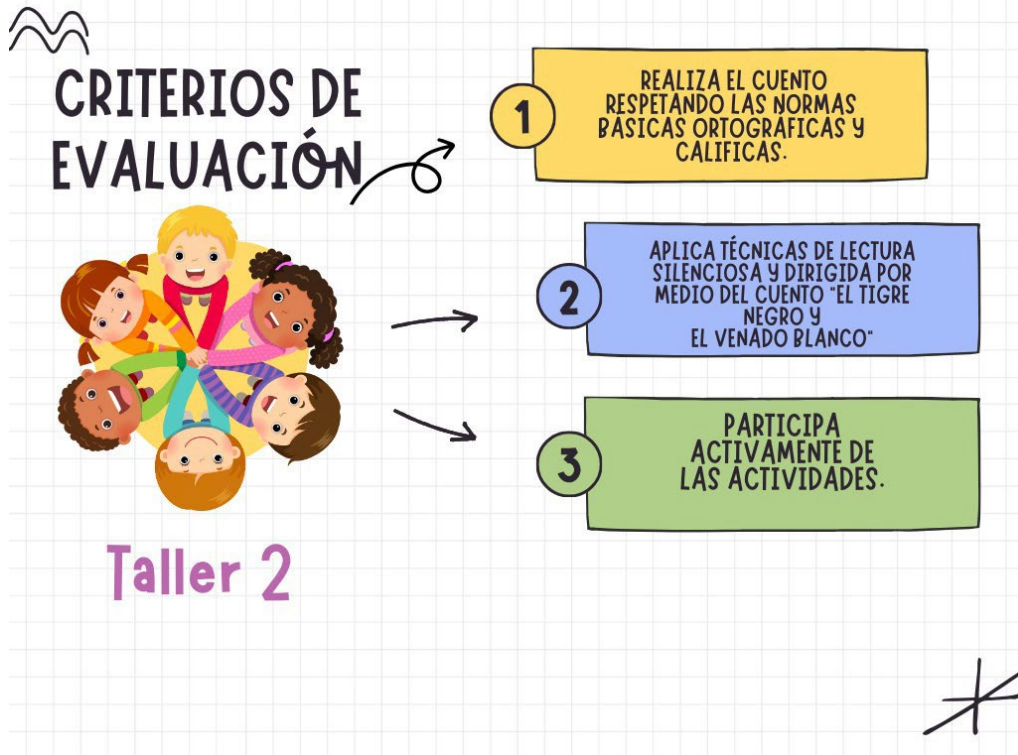 CRITERIOS DE
EVALUACIÓN
1
REALIZA EL CUENTO
RESPETANDO LAS NORMAS
BÁSICAS ORTOGRÁFICAS Y
CALIFICAS.
2
APLICA TÉCNICAS DE LECTURA
SILENCIOSA Y DIRIGIDA POR
MEDIO DEL CUENTO "EL TIGRE
NEGRO Y
EL VENADO BLANCO"
3
PARTICIPA
ACTIVAMENTE DE
LAS ACTIVIDADES.
Taller 2